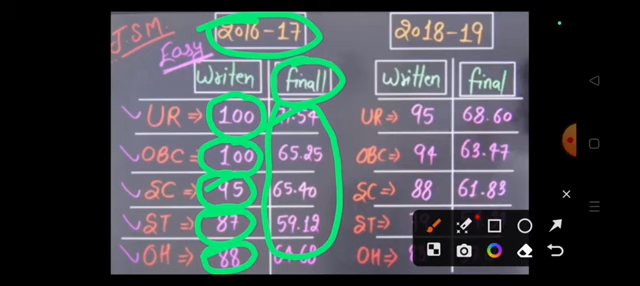 JSM
2016-17 2018-19
Easy
Writen finall Written final
UR⇒ 100 UR⇒ 95 68.60
OBC⇒ 100 65.25 OBC⇒ 94 63.47
SC⇒ 95 65.40 SC⇒ 88 61.83
ST⇒ 87 59.12 ST⇒
OH⇒ 88 OH⇒